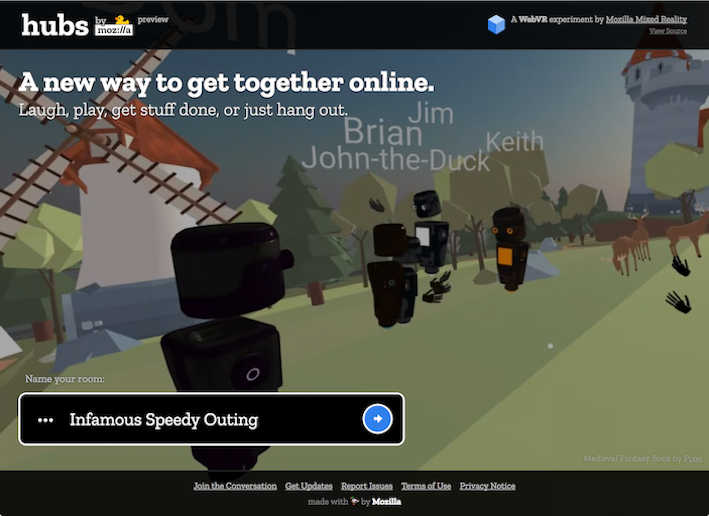 hubs by moz://a preview
A WebVR experiment by Mozilla Mixed Reality
View Source
A new way to get together online.
Laugh, play, get stuff done, or just hang out.
Jim
Brian
Keith
John-the-Duck
Name your room:
Infamous Speedy Outing
Medieval Fantasy Book by Pixel
Join the Conversation Get Updates Report Issues Terms of Use Privacy Notice
made with 🦆 by Mozilla